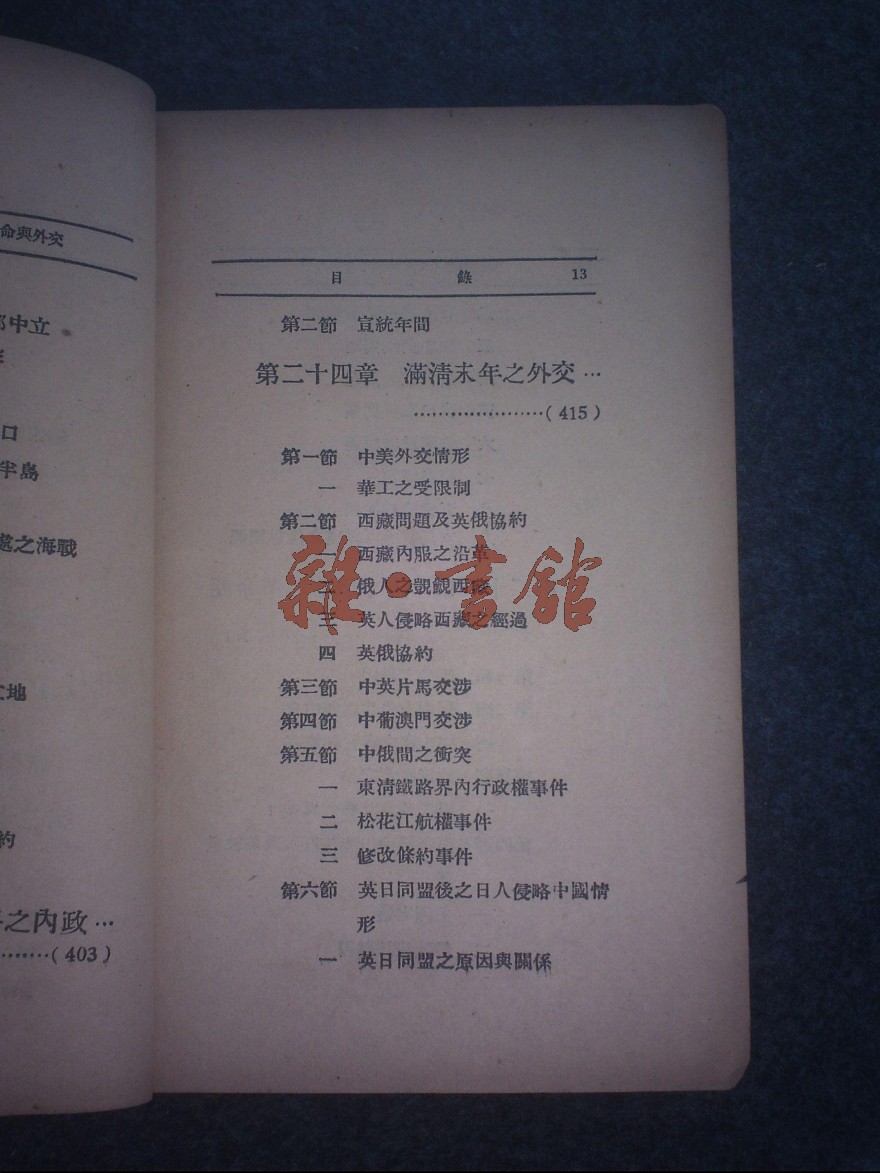 命與外交
中立
口
半島
處之海戰
地
約
之內政…
………(403)
目 錄 13
第二節 宣統年間
第二十四章 滿清末年之外交…
…………………(415)
第一節 中美外交情形
一 華工之受限制
第二節 西藏問題及英俄協約
一 西藏內服之沿革
二 俄人之覬覦西藏
三 英人侵略西藏之經過
四 英俄協約
第三節 中英片馬交涉
第四節 中葡澳門交涉
第五節 中俄間之衝突
一 東清鐵路界內行政權事件
二 松花江航權事件
三 修改條約事件
第六節 英日同盟後之日人侵略中國情
形
一 英日同盟之原因與關係
雜·書館